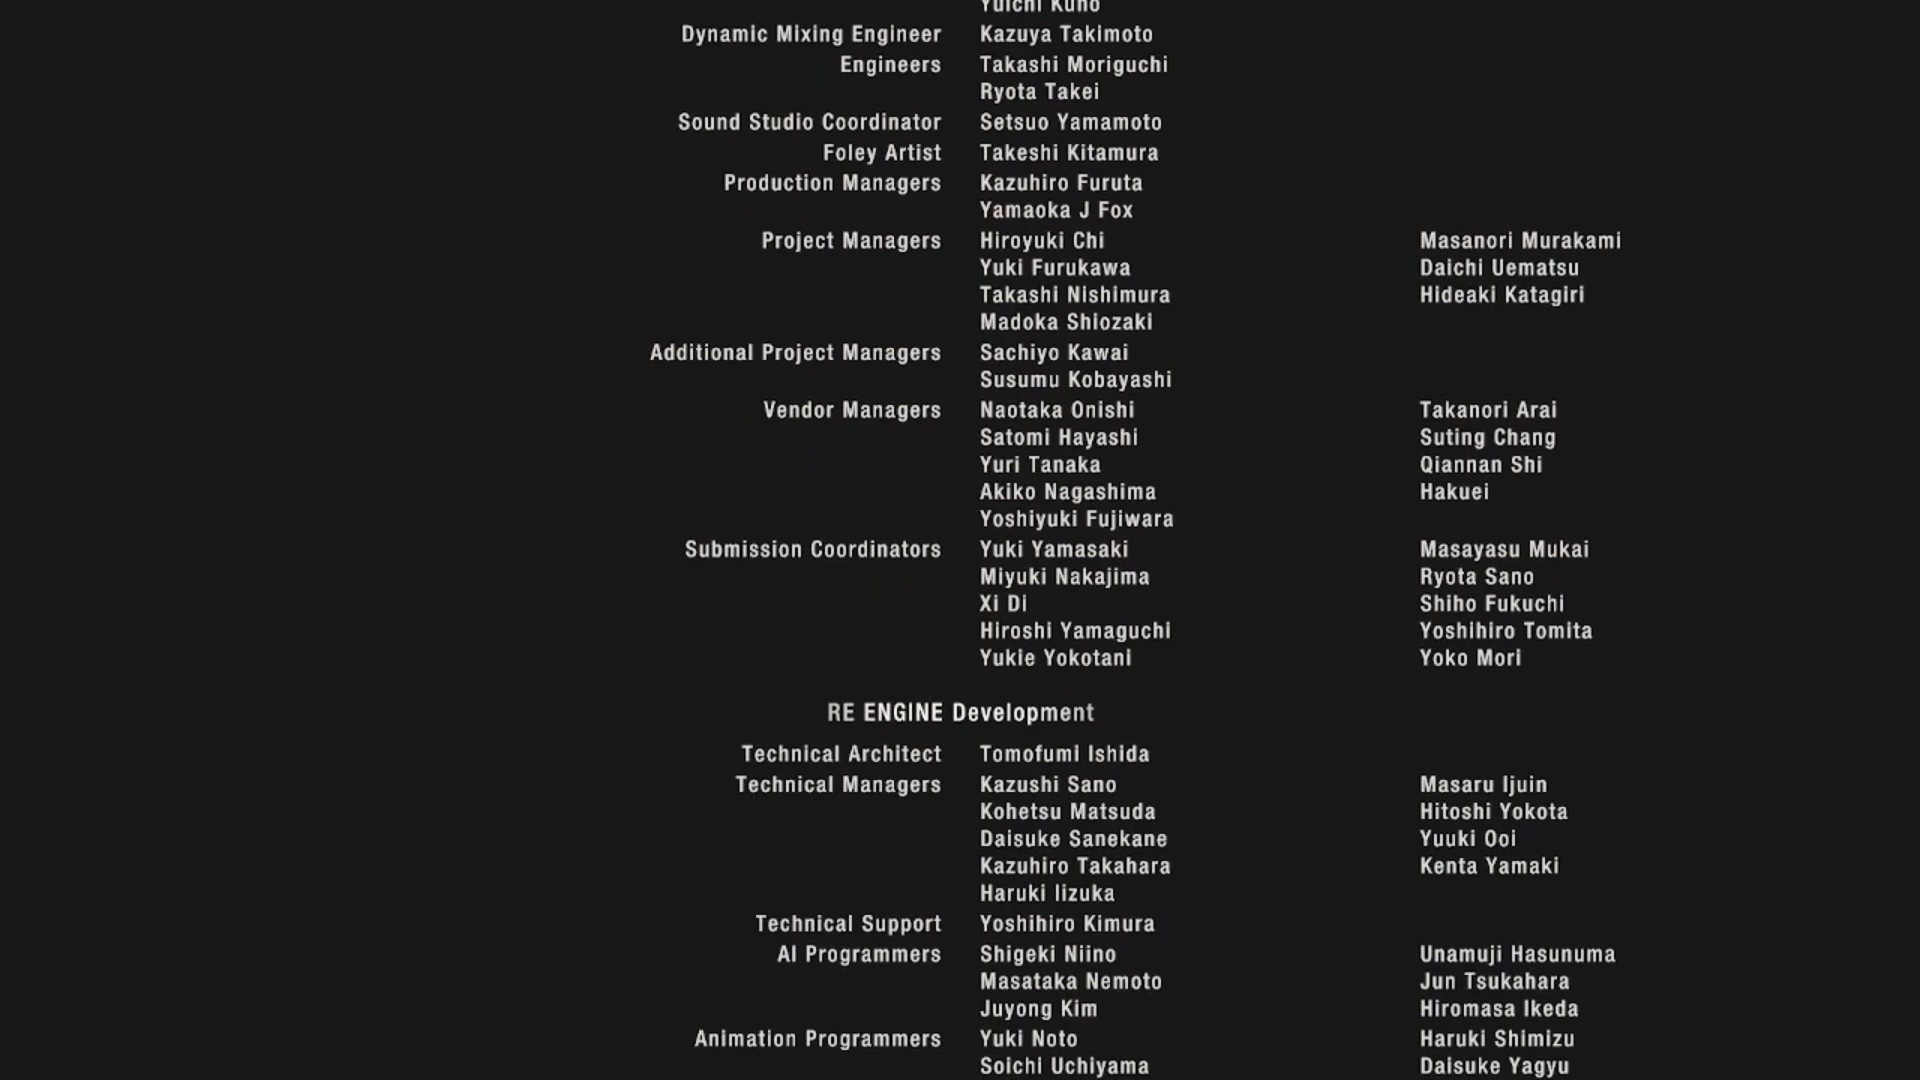 Yuichi Kuno
Dynamic Mixing Engineer Kazuya Takimoto
Engineers Takashi Moriguchi
Ryota Takei
Sound Studio Coordinator Setsuo Yamamoto
Foley Artist Takeshi Kitamura
Production Managers Kazuhiro Furuta
Yamaoka J Fox
Project Managers Hiroyuki Chi Masanori Murakami
Yuki Furukawa Daichi Uematsu
Takashi Nishimura Hideaki Katagiri
Madoka Shiozaki
Additional Project Managers Sachiyo Kawai
Susumu Kobayashi
Vendor Managers Naotaka Onishi Takanori Arai
Satomi Hayashi Suting Chang
Yuri Tanaka Qiannan Shi
Akiko Nagashima Hakuei
Yoshiyuki Fujiwara
Submission Coordinators Yuki Yamasaki Masayasu Mukai
Miyuki Nakajima Ryota Sano
Xi Di Shiho Fukuchi
Hiroshi Yamaguchi Yoshihiro Tomita
Yukie Yokotani Yoko Mori
RE ENGINE Development
Technical Architect Tomofumi Ishida
Technical Managers Kazushi Sano Masaru Ijuin
Kohetsu Matsuda Hitoshi Yokota
Daisuke Sanekane Yuuki Ooi
Kazuhiro Takahara Kenta Yamaki
Haruki Iizuka
Technical Support Yoshihiro Kimura
AI Programmers Shigeki Niino Unamuji Hasunuma
Masataka Nemoto Jun Tsukahara
Juyong Kim Hiromasa Ikeda
Animation Programmers Yuki Noto Haruki Shimizu
Soichi Uchiyama Daisuke Yagyu